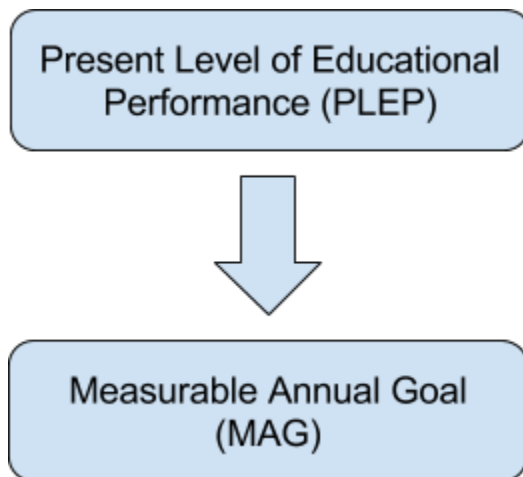 Present Level of Educational
Performance (PLEP)
Measurable Annual Goal
(MAG)